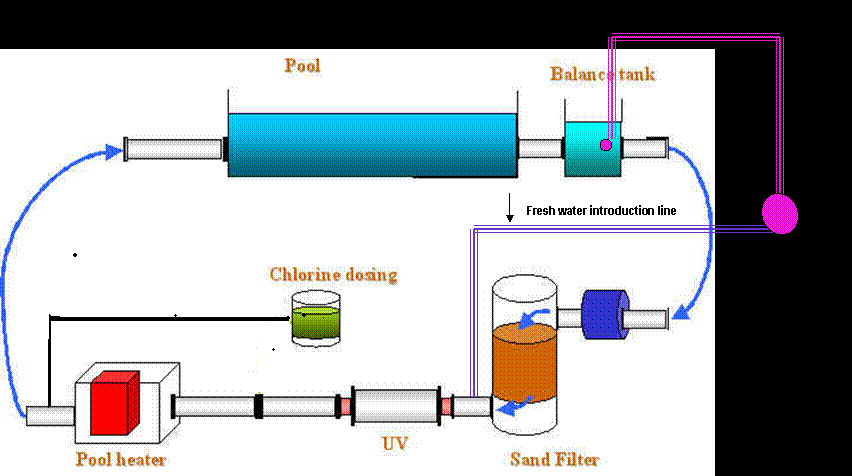 Pool
Balance tank
Fresh water introduction line
Chlorine dosing
UV
Pool heater
Sand Filter